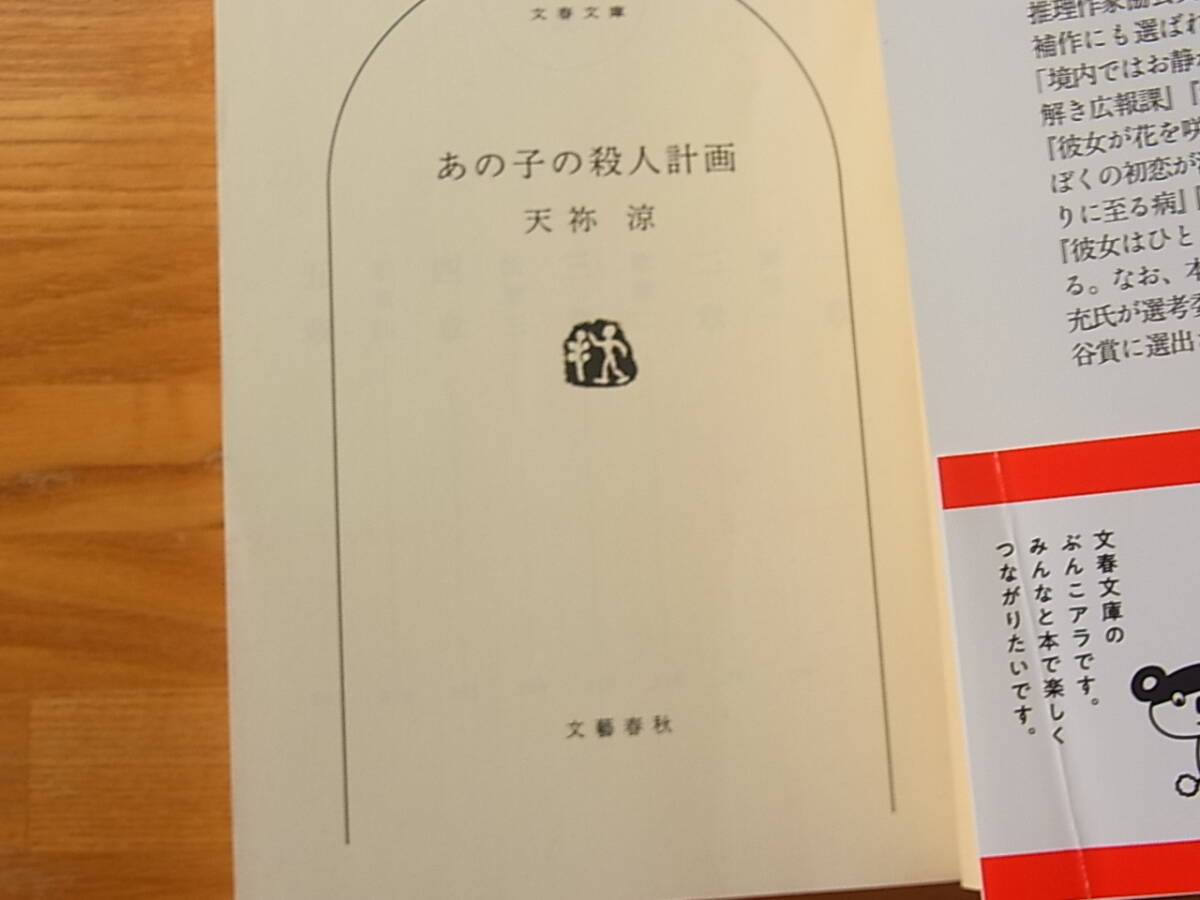 文春文庫
あの子の殺人計画
天祢 涼
文藝春秋
補作にも選ばれ
「境内ではお静か
解き広報課』『
『彼女が花を咲
ぼくの初恋が
りに至る病』『
『彼女はひと
る。なお、本
充氏が選考委
谷賞に選出
文春文庫の
ぶんこアラです。
みんなと本で楽しく
つながりたいです。